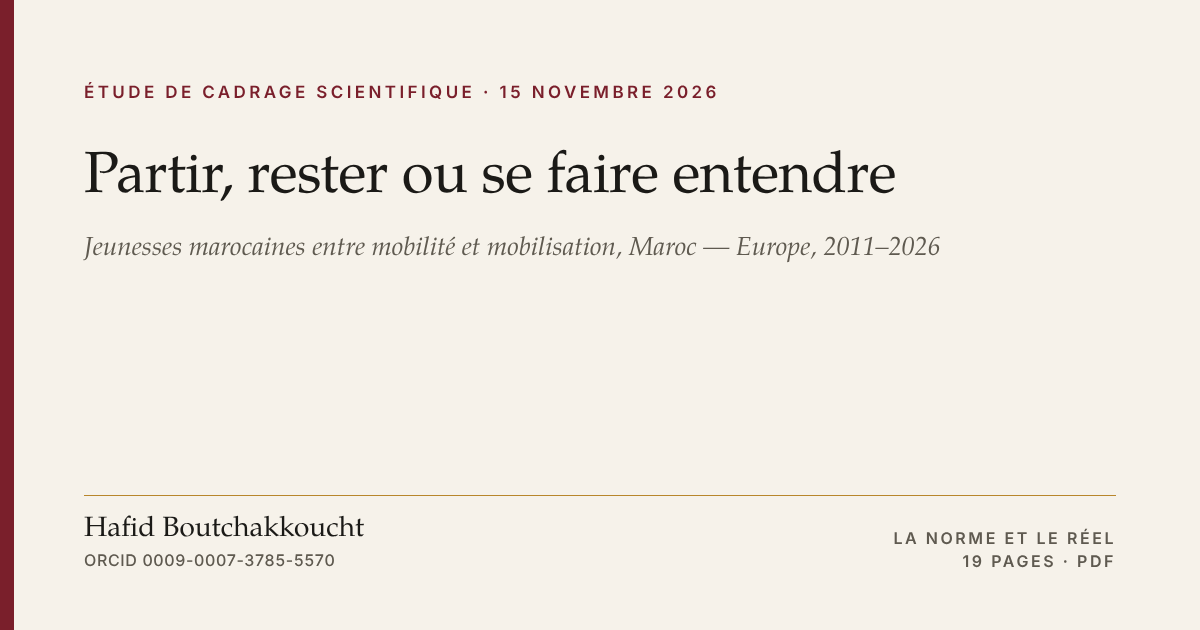 ÉTUDE DE CADRAGE SCIENTIFIQUE · 15 NOVEMBRE 2026
Partir, rester ou se faire entendre
Jeunesses marocaines entre mobilité et mobilisation, Maroc — Europe, 2011–2026
Hafid Boutchakkoucht
ORCID 0009-0007-3785-5570
LA NORME ET LE RÉEL
19 PAGES · PDF